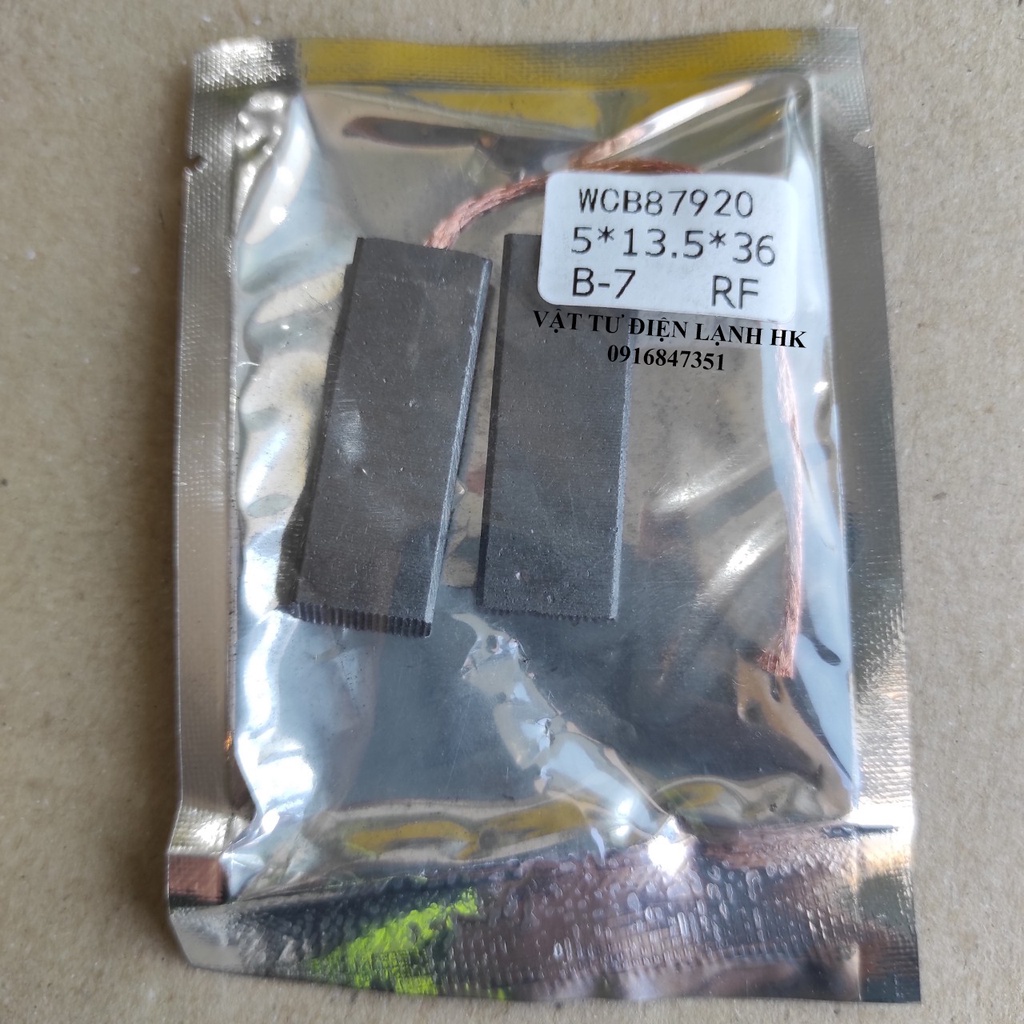 WCB87920
5*13.5*36
B-7 RF
VẬT TƯ ĐIỆN LẠNH HK
0916847351